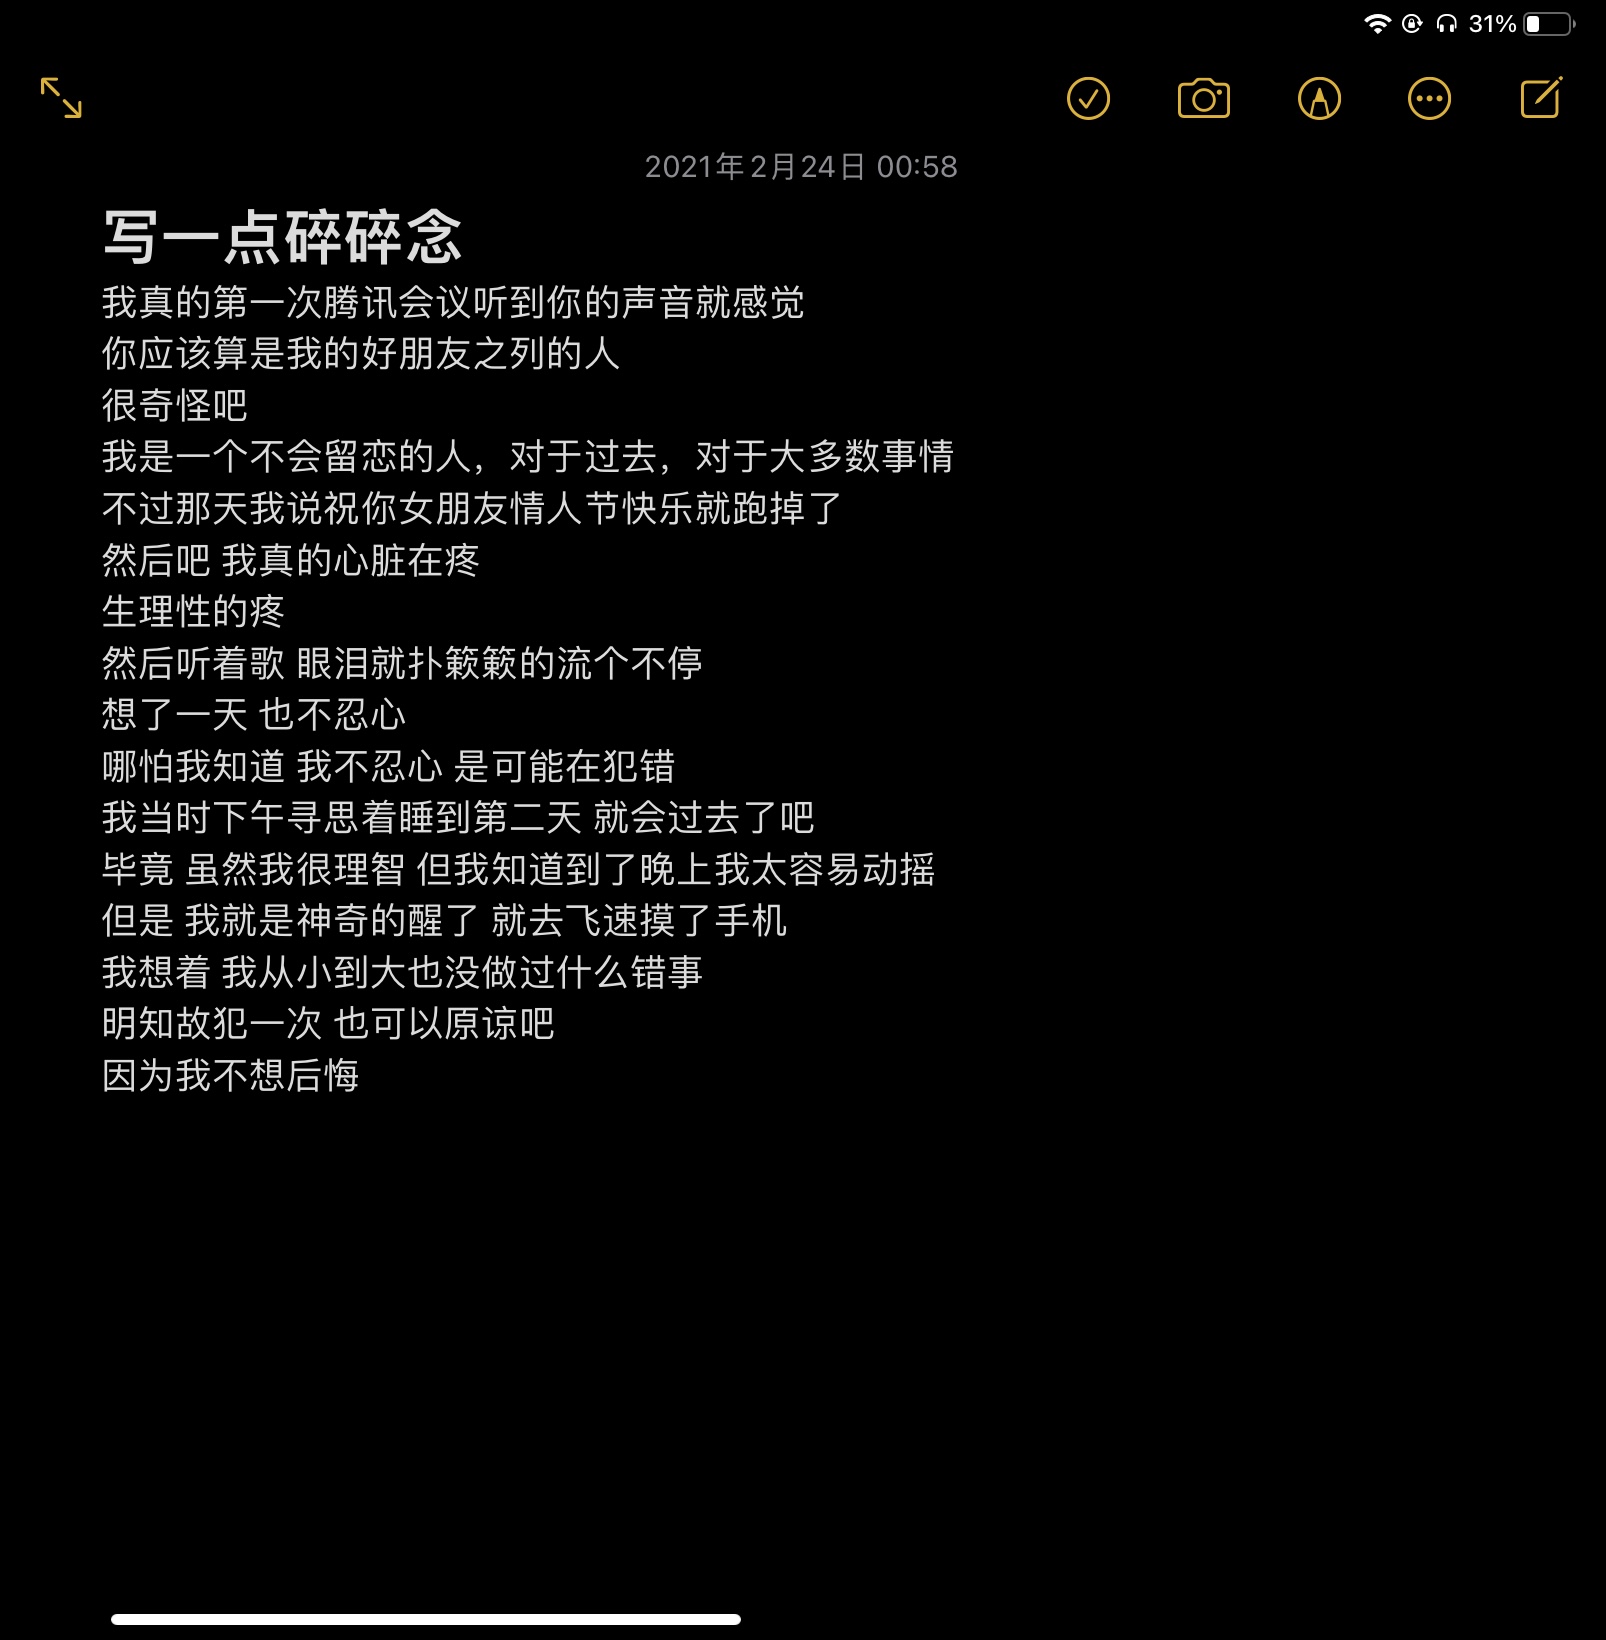 31%
2021年2月24日 00:58
写一点碎碎念
我真的第一次腾讯会议听到你的声音就感觉
你应该算是我的好朋友之列的人
很奇怪吧
我是一个不会留恋的人，对于过去，对于大多数事情
不过那天我说祝你女朋友情人节快乐就跑掉了
然后吧 我真的心脏在疼
生理性的疼
然后听着歌 眼泪就扑簌簌的流个不停
想了一天 也不忍心
哪怕我知道 我不忍心 是可能在犯错
我当时下午寻思着睡到第二天 就会过去了吧
毕竟 虽然我很理智 但我知道到了晚上我太容易动摇
但是 我就是神奇的醒了 就去飞速摸了手机
我想着 我从小到大也没做过什么错事
明知故犯一次 也可以原谅吧
因为我不想后悔